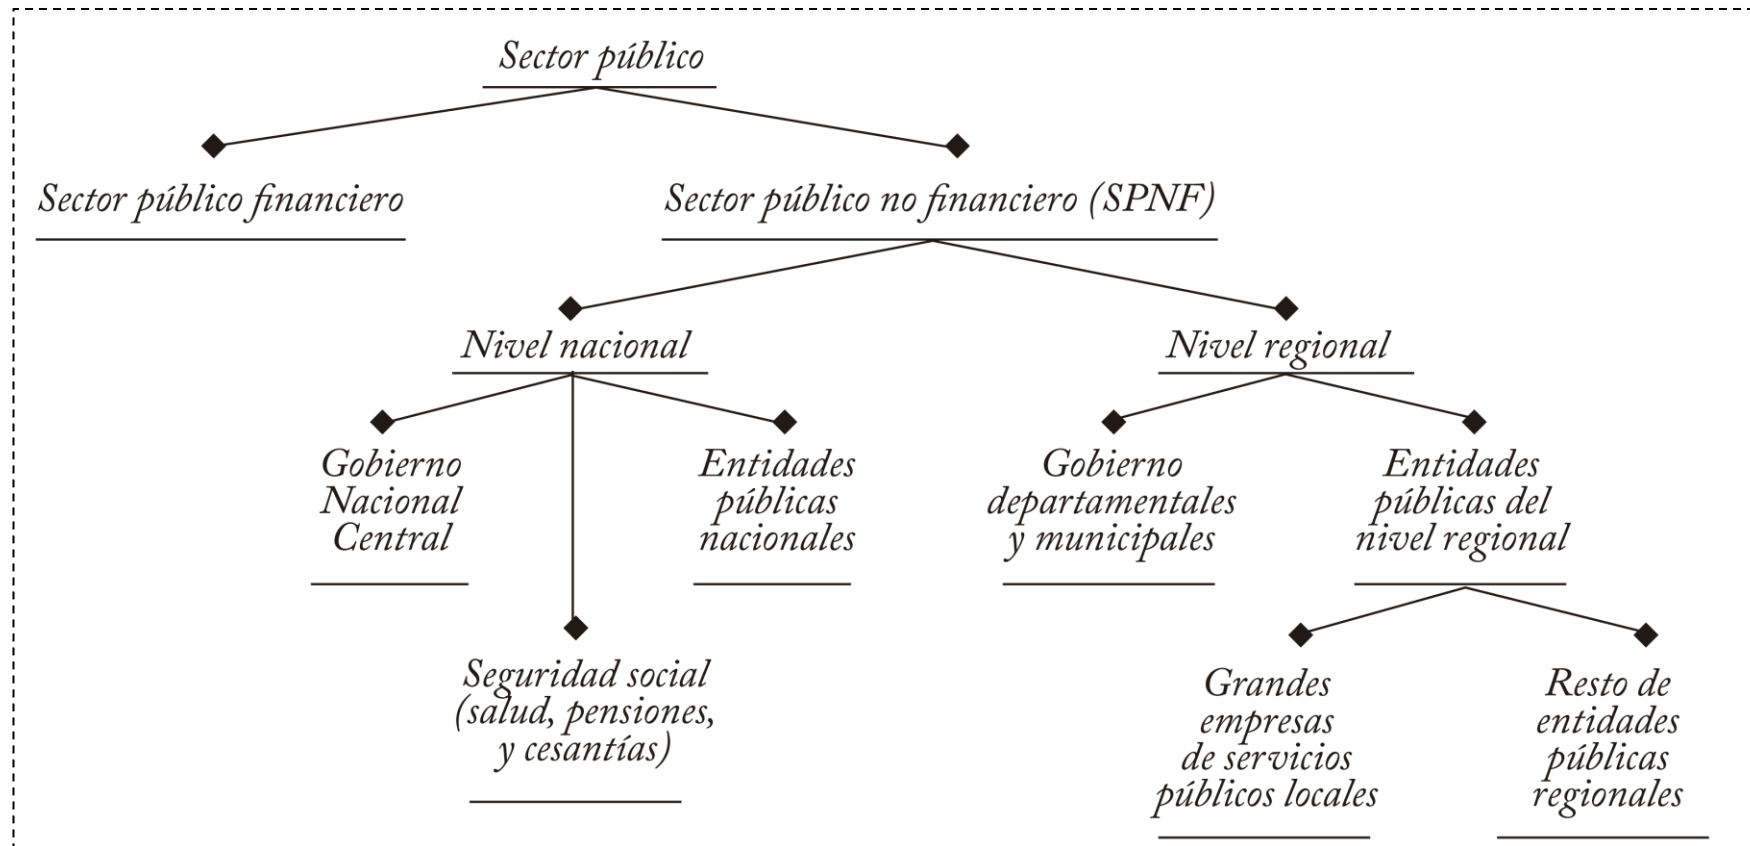 Sector público
Sector público financiero
Sector público no financiero (SPNF)
Nivel nacional
Nivel regional
Gobierno
Nacional
Central
Entidades
públicas
nacionales
Gobierno
departamentales
y municipales
Entidades
públicas del
nivel regional
Seguridad social
(salud, pensiones,
y cesantías)
Grandes
empresas
de servicios
públicos locales
Resto de
entidades
públicas
regionales